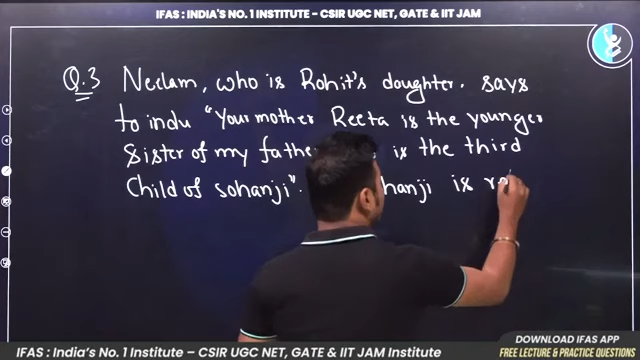 IFAS : INDIA'S NO. 1 INSTITUTE – CSIR UGC NET, GATE & IIT JAM
Q.3 Neelam, who is Rohit's daughter. says
to indu "Your mother Reeta is the younger
Sister of my father is the third
Child of sohanji". hanji is
DOWNLOAD IFAS APP
IFAS : India's No. 1 Institute – CSIR UGC NET, GATE & IIT JAM Institute
FREE LECTURE & PRACTICE QUESTIONS